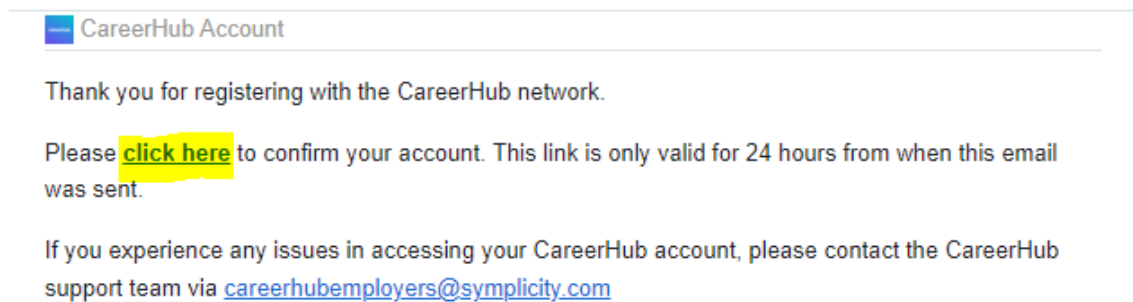 CareerHub Account
Thank you for registering with the CareerHub network.
Please click here to confirm your account. This link is only valid for 24 hours from when this email
was sent.
If you experience any issues in accessing your CareerHub account, please contact the CareerHub
support team via careerhubemployers@symplicity.com